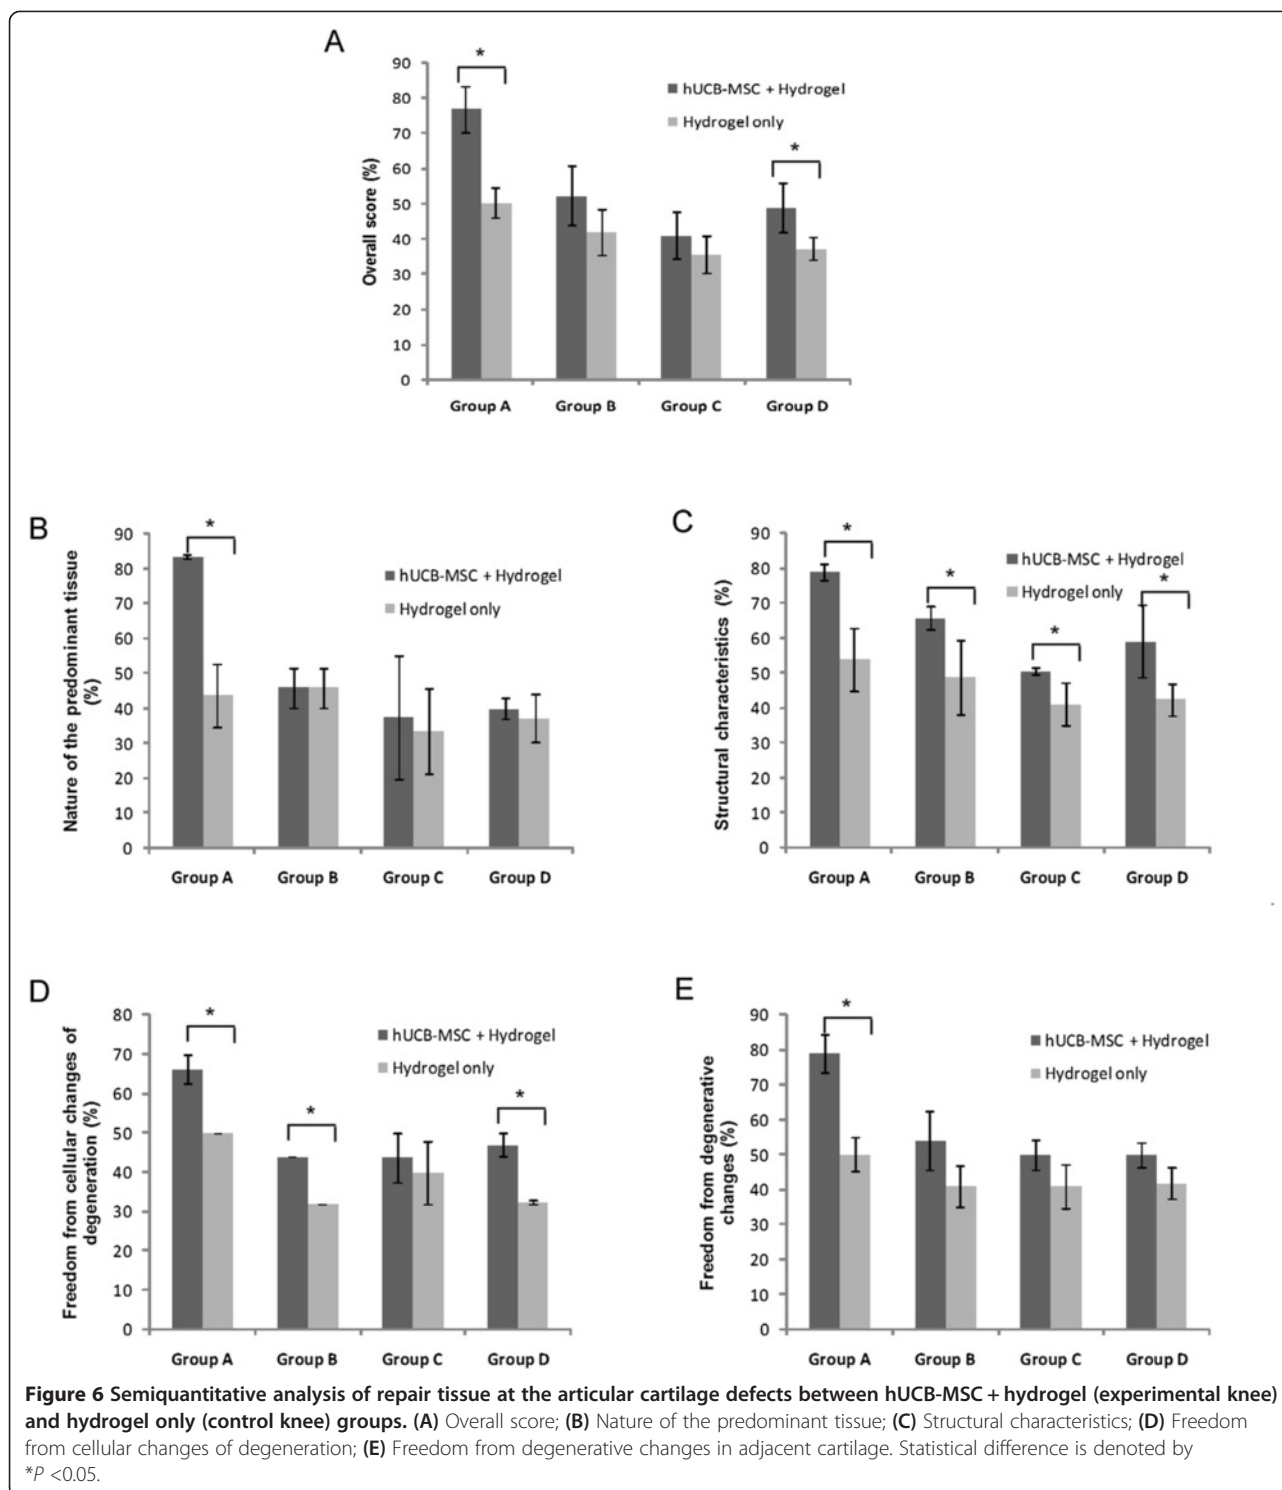 A
*
90
80
70
60
50
40
30
20
10
0
Overall score (%)
hUCB-MSC + Hydrogel
Hydrogel only
*
Group A Group B Group C Group D
B
*
90
80
70
60
50
40
30
20
10
0
Nature of the predominant tissue
(%)
hUCB-MSC + Hydrogel
Hydrogel only
Group A Group B Group C Group D
C
*
*
*
*
90
80
70
60
50
40
30
20
10
0
Structural characteristics (%)
hUCB-MSC + Hydrogel
Hydrogel only
Group A Group B Group C Group D
D
*
*
*
80
70
60
50
40
30
20
10
0
Freedom from cellular changes of
degeneration (%)
hUCB-MSC + Hydrogel
Hydrogel only
Group A Group B Group C Group D
E
*
90
80
70
60
50
40
30
20
10
0
Freedom from degenerative
changes (%)
hUCB-MSC + Hydrogel
Hydrogel only
Group A Group B Group C Group D
Figure 6 Semiquantitative analysis of repair tissue at the articular cartilage defects between hUCB-MSC + hydrogel (experimental knee)
and hydrogel only (control knee) groups. (A) Overall score; (B) Nature of the predominant tissue; (C) Structural characteristics; (D) Freedom
from cellular changes of degeneration; (E) Freedom from degenerative changes in adjacent cartilage. Statistical difference is denoted by
*P <0.05.